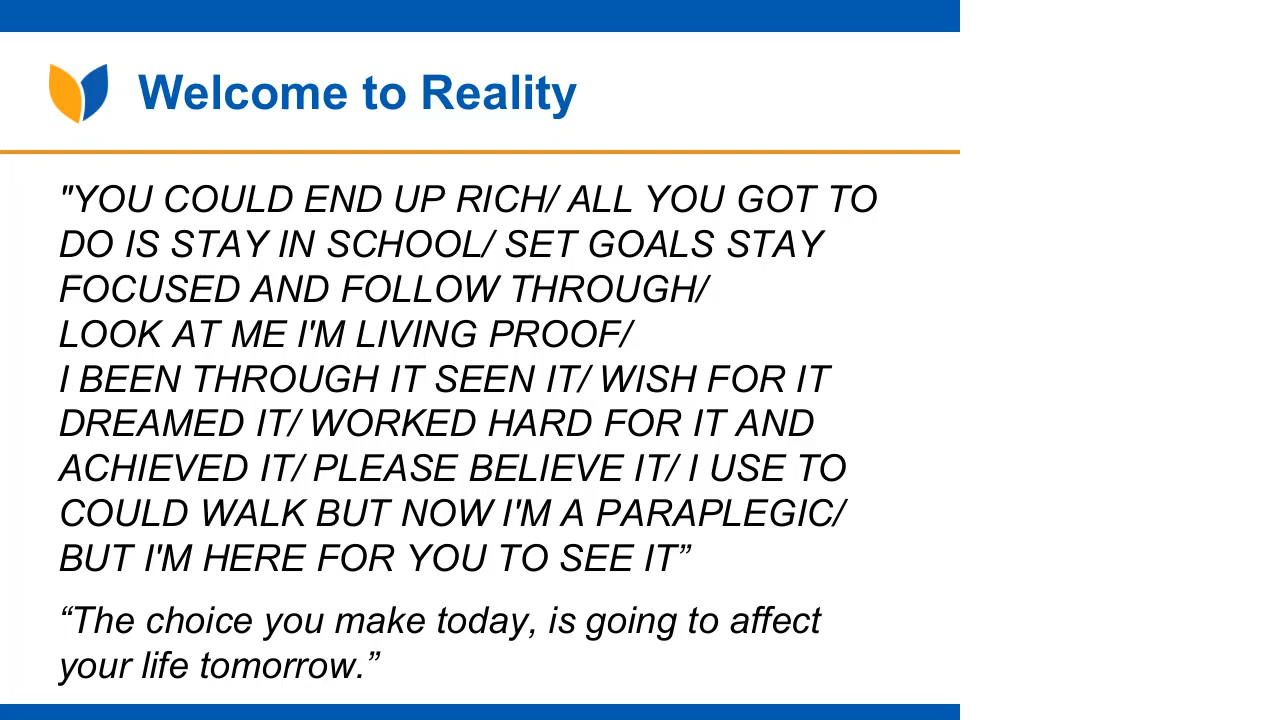 Welcome to Reality
"YOU COULD END UP RICH/ ALL YOU GOT TO
DO IS STAY IN SCHOOL/ SET GOALS STAY
FOCUSED AND FOLLOW THROUGH/
LOOK AT ME I'M LIVING PROOF/
I BEEN THROUGH IT SEEN IT/ WISH FOR IT
DREAMED IT/ WORKED HARD FOR IT AND
ACHIEVED IT/ PLEASE BELIEVE IT/ I USE TO
COULD WALK BUT NOW I'M A PARAPLEGIC/
BUT I'M HERE FOR YOU TO SEE IT”
“The choice you make today, is going to affect
your life tomorrow.”